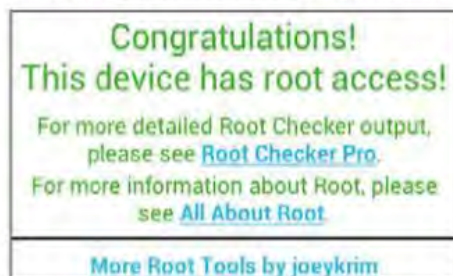 Congratulations!
This device has root access!
For more detailed Root Checker output,
please see Root Checker Pro.
For more information about Root, please
see All About Root
More Root Tools by joeykrim